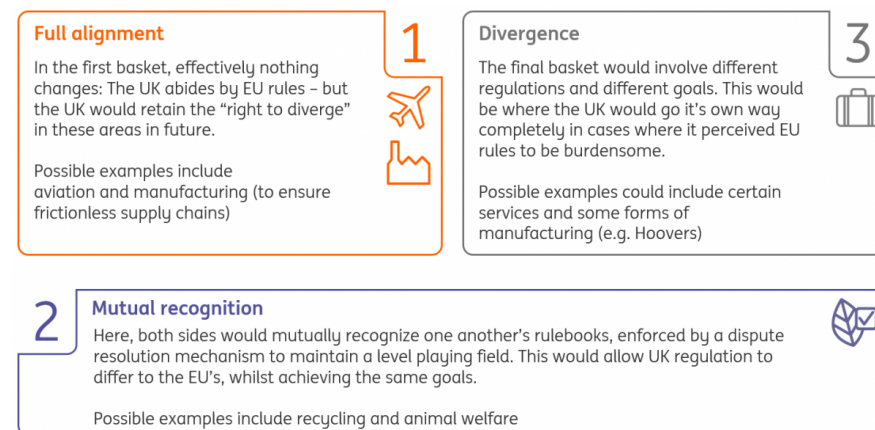 Full alignment
1
In the first basket, effectively nothing
changes: The UK abides by EU rules – but
the UK would retain the “right to diverge”
in these areas in future.
Possible examples include
aviation and manufacturing (to ensure
frictionless supply chains)
Divergence
3
The final basket would involve different
regulations and different goals. This would
be where the UK would go it's own way
completely in cases where it perceived EU
rules to be burdensome.
Possible examples could include certain
services and some forms of
manufacturing (e.g. Hoovers)
2
Mutual recognition
Here, both sides would mutually recognize one another's rulebooks, enforced by a dispute
resolution mechanism to maintain a level playing field. This would allow UK regulation to
differ to the EU's, whilst achieving the same goals.
Possible examples include recycling and animal welfare